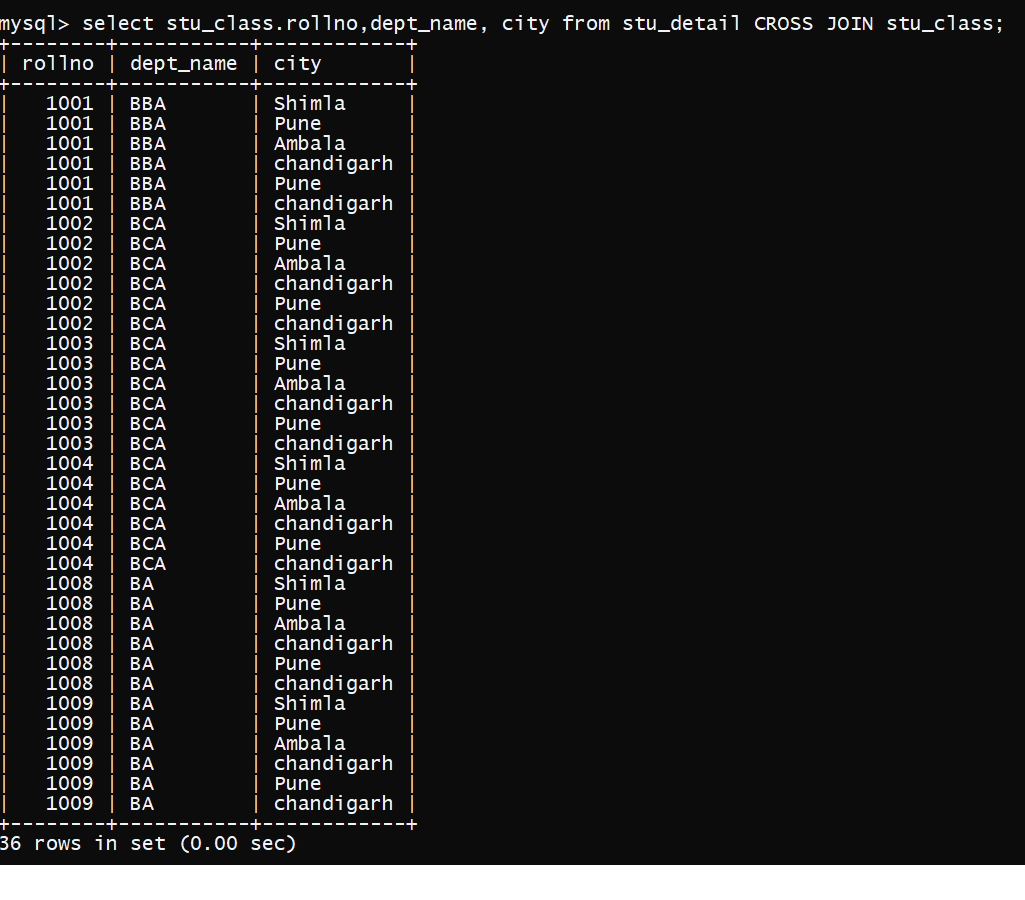 mysql> select stu_class.rollno,dept_name, city from stu_detail CROSS JOIN stu_class;
+--------+-----------+------------+
| rollno | dept_name | city       |
+--------+-----------+------------+
|   1001 | BBA       | Shimla     |
|   1001 | BBA       | Pune       |
|   1001 | BBA       | Ambala     |
|   1001 | BBA       | chandigarh |
|   1001 | BBA       | Pune       |
|   1001 | BBA       | chandigarh |
|   1002 | BCA       | Shimla     |
|   1002 | BCA       | Pune       |
|   1002 | BCA       | Ambala     |
|   1002 | BCA       | chandigarh |
|   1002 | BCA       | Pune       |
|   1002 | BCA       | chandigarh |
|   1003 | BCA       | Shimla     |
|   1003 | BCA       | Pune       |
|   1003 | BCA       | Ambala     |
|   1003 | BCA       | chandigarh |
|   1003 | BCA       | Pune       |
|   1003 | BCA       | chandigarh |
|   1004 | BCA       | Shimla     |
|   1004 | BCA       | Pune       |
|   1004 | BCA       | Ambala     |
|   1004 | BCA       | chandigarh |
|   1004 | BCA       | Pune       |
|   1004 | BCA       | chandigarh |
|   1008 | BA        | Shimla     |
|   1008 | BA        | Pune       |
|   1008 | BA        | Ambala     |
|   1008 | BA        | chandigarh |
|   1008 | BA        | Pune       |
|   1008 | BA        | chandigarh |
|   1009 | BA        | Shimla     |
|   1009 | BA        | Pune       |
|   1009 | BA        | Ambala     |
|   1009 | BA        | chandigarh |
|   1009 | BA        | Pune       |
|   1009 | BA        | chandigarh |
+--------+-----------+------------+
36 rows in set (0.00 sec)